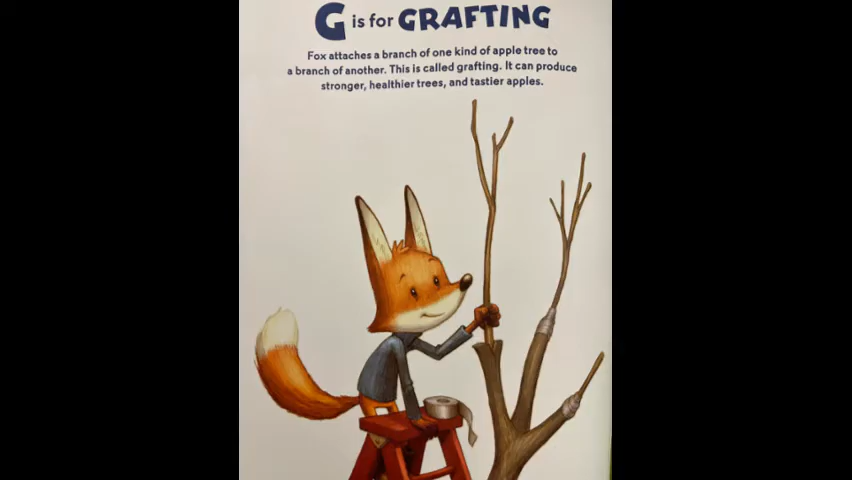 G is for GRAFTING
Fox attaches a branch of one kind of apple tree to
a branch of another. This is called grafting. It can produce
stronger, healthier trees, and tastier apples.